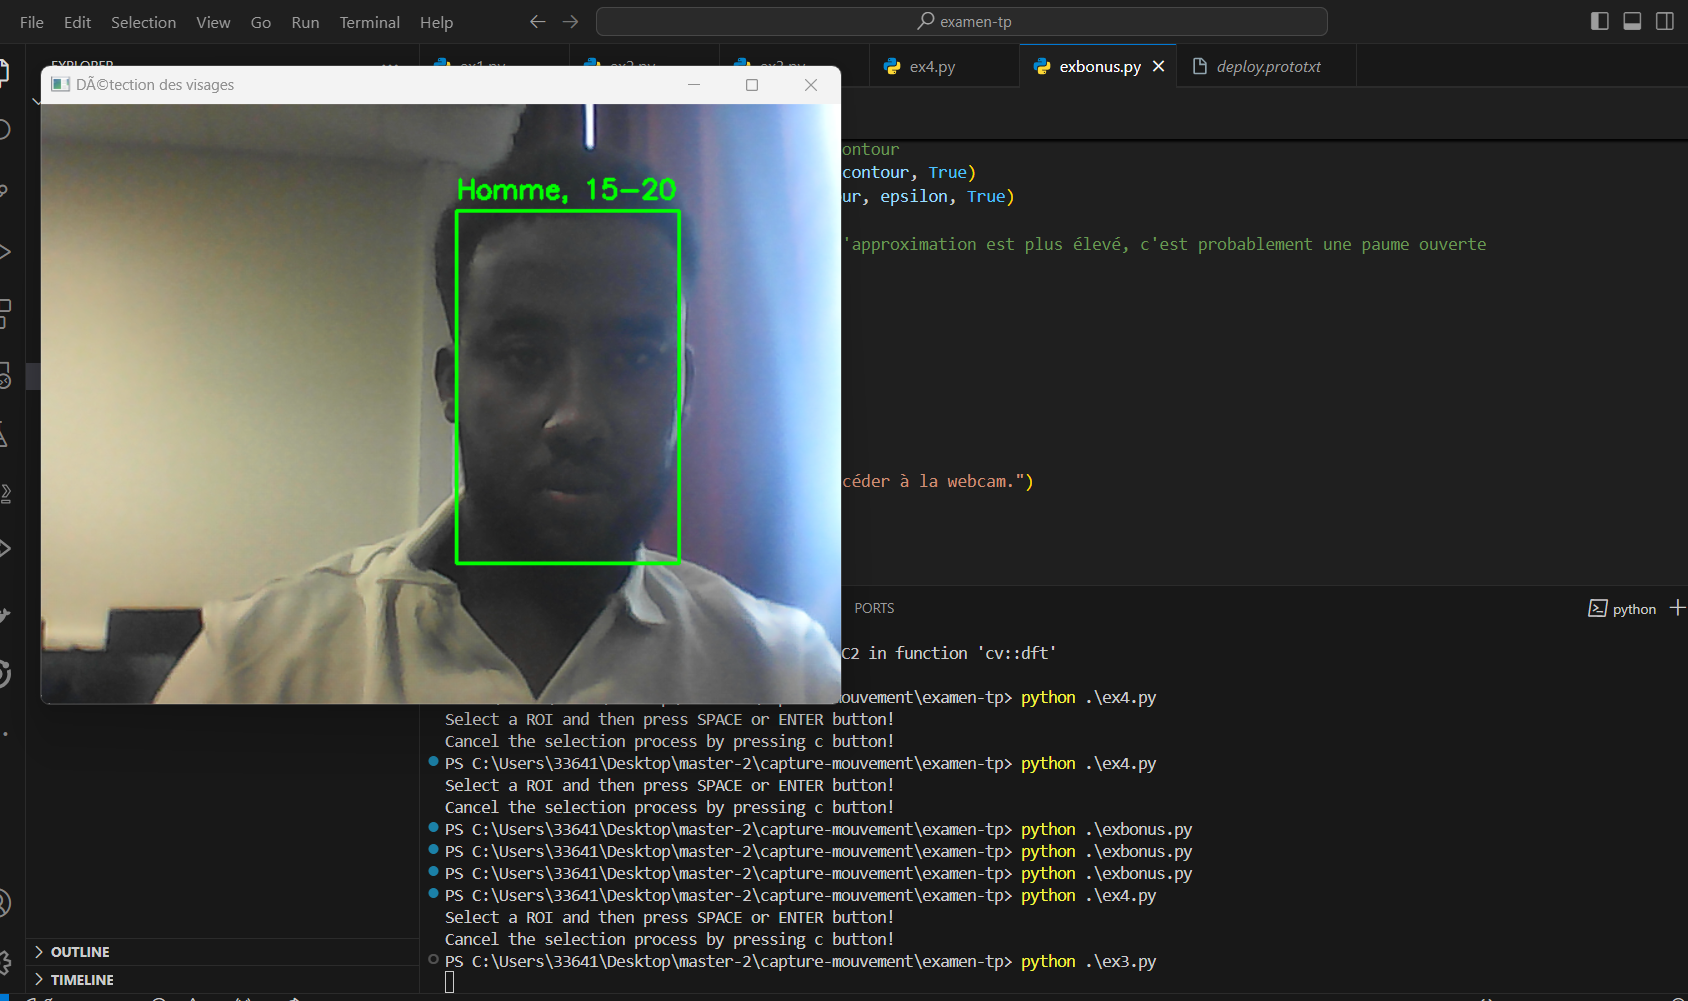 File Edit Selection View Go Run Terminal Help
examen-tp
ex4.py
exbonus.py
deploy.prototxt
DÃ©tection des visages
Homme, 15-20
ontour
contour, True)
ur, epsilon, True)
'approximation est plus élevé, c'est probablement une paume ouverte
céder à la webcam.")
PORTS
python
C2 in function 'cv::dft'
ouvement\examen-tp> python .\ex4.py
Select a ROI and then press SPACE or ENTER button!
Cancel the selection process by pressing c button!
PS C:\Users\33641\Desktop\master-2\capture-mouvement\examen-tp> python .\ex4.py
Select a ROI and then press SPACE or ENTER button!
Cancel the selection process by pressing c button!
PS C:\Users\33641\Desktop\master-2\capture-mouvement\examen-tp> python .\exbonus.py
PS C:\Users\33641\Desktop\master-2\capture-mouvement\examen-tp> python .\exbonus.py
PS C:\Users\33641\Desktop\master-2\capture-mouvement\examen-tp> python .\exbonus.py
PS C:\Users\33641\Desktop\master-2\capture-mouvement\examen-tp> python .\ex4.py
Select a ROI and then press SPACE or ENTER button!
Cancel the selection process by pressing c button!
PS C:\Users\33641\Desktop\master-2\capture-mouvement\examen-tp> python .\ex3.py
OUTLINE
TIMELINE